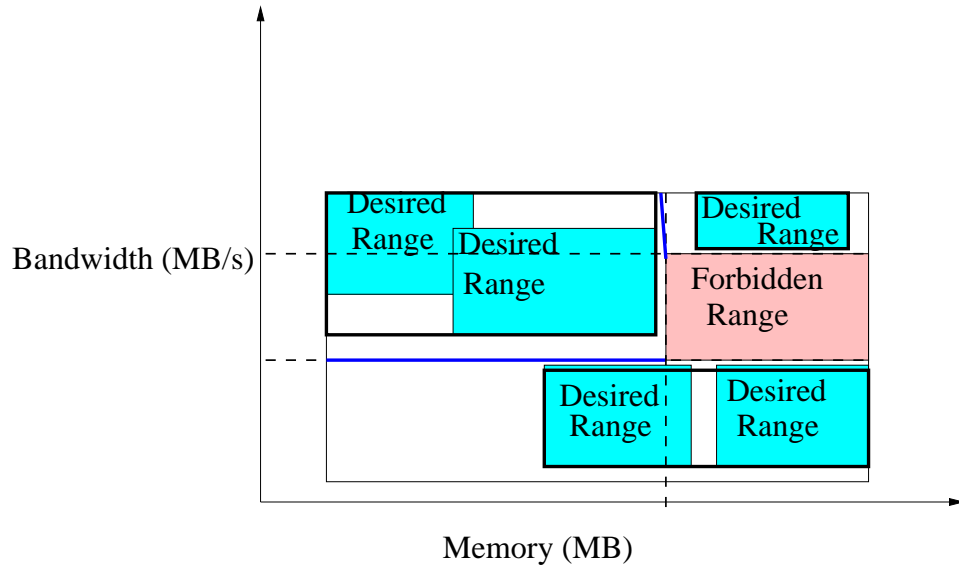 Desired
Range
Desired
Range
Desired
Range
Bandwidth (MB/s)
Forbidden
Range
Desired
Range
Desired
Range
Memory (MB)